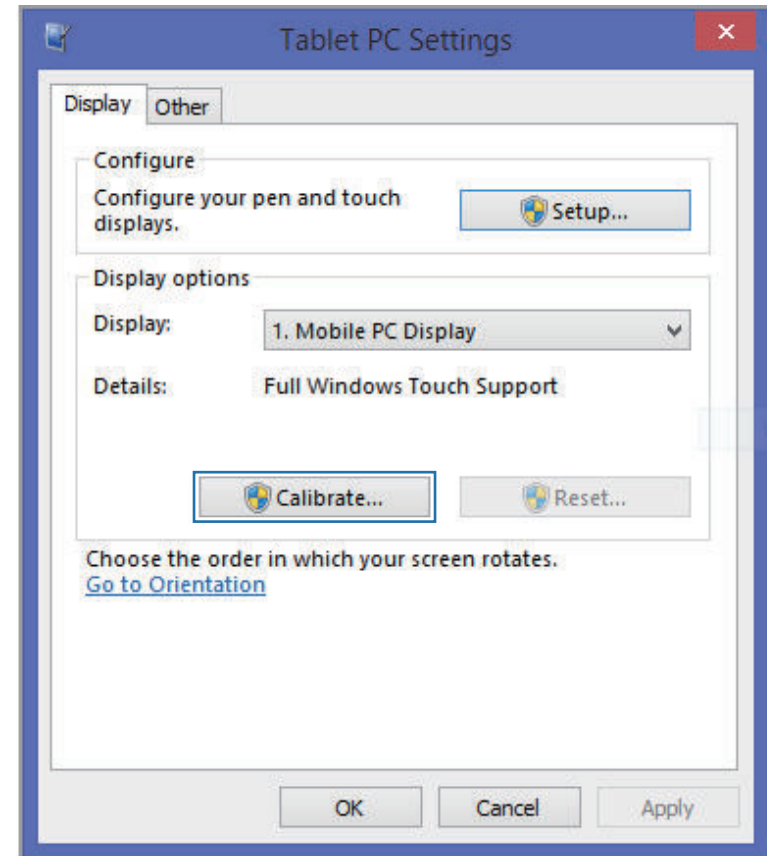 Tablet PC Settings
Display
Other
Configure
Configure your pen and touch
displays.
Setup...
Display options
Display:
1. Mobile PC Display
Details:
Full Windows Touch Support
Calibrate...
Reset...
Choose the order in which your screen rotates.
Go to Orientation
OK
Cancel
Apply